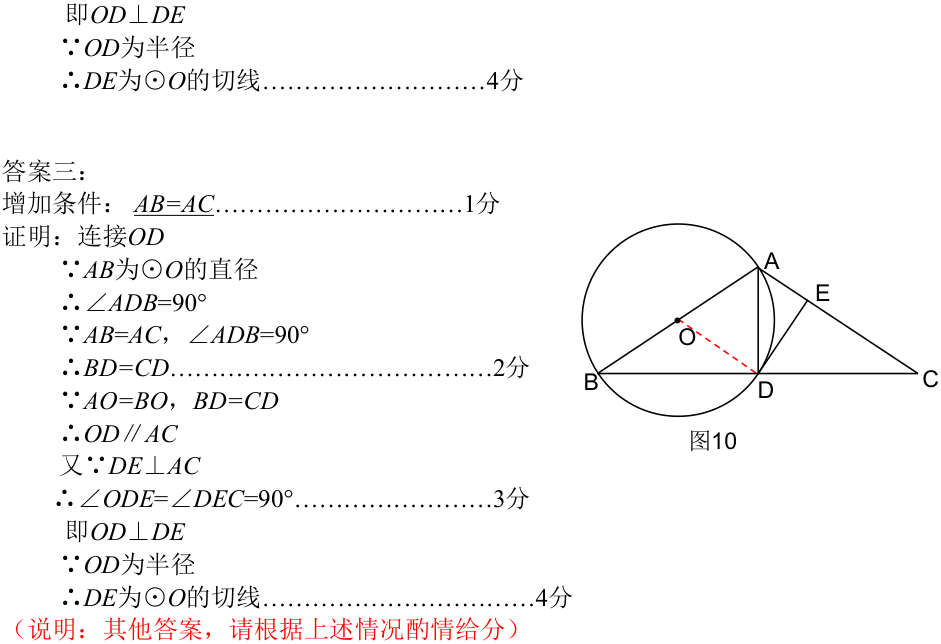 即OD⊥DE
∵OD为半径
∴DE为⊙O的切线………………………4分
答案三：
增加条件： AB=AC…………………………1分
证明：连接OD
∵AB为⊙O的直径
∴∠ADB=90°
∵AB=AC，∠ADB=90°
∴BD=CD…………………………………2分
∵AO=BO，BD=CD
∴OD∥AC
又∵DE⊥AC
∴∠ODE=∠DEC=90°……………………3分
即OD⊥DE
∵OD为半径
∴DE为⊙O的切线……………………………4分
（说明：其他答案，请根据上述情况酌情给分）
A
E
O
B
D
C
图10